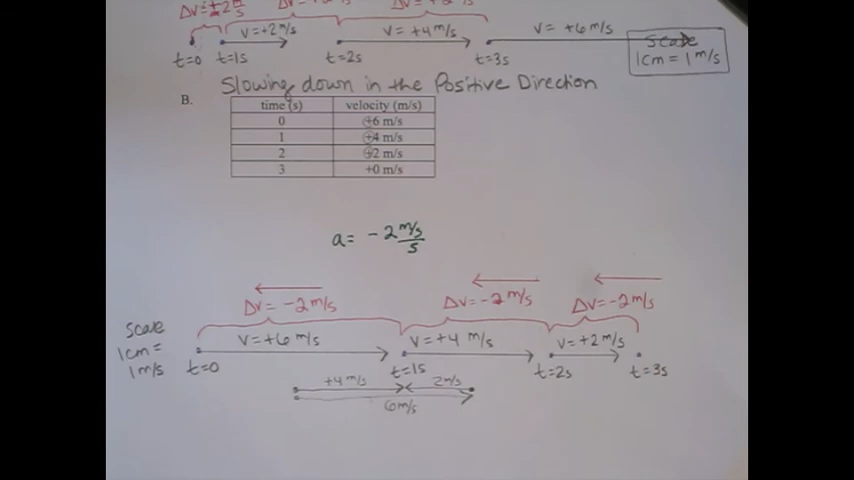 V=+2m/s V= +4m/s V= +6m/s
t=0 t=1s t=2s t=3s
Scale
1cm = 1m/s
Slowing down in the Positive Direction
B.
time (s) velocity (m/s)
0 +6 m/s
1 +4 m/s
2 +2 m/s
3 +0 m/s
a= -2 m/s/s
ΔV= -2m/s ΔV= -2m/s ΔV= -2m/s
Scale
1cm =
1m/s
V= +6 m/s V= +4 m/s V= +2m/s
t=0 t=1s t=2s t=3s
+4m/s 2m/s
6m/s